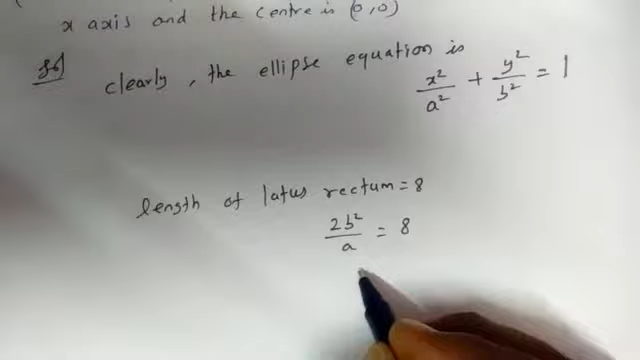 x axis and the centre is (0,0)
Sol
clearly, the ellipse equation is x²/a² + y²/b² = 1
length of latus rectum = 8
2b²/a = 8